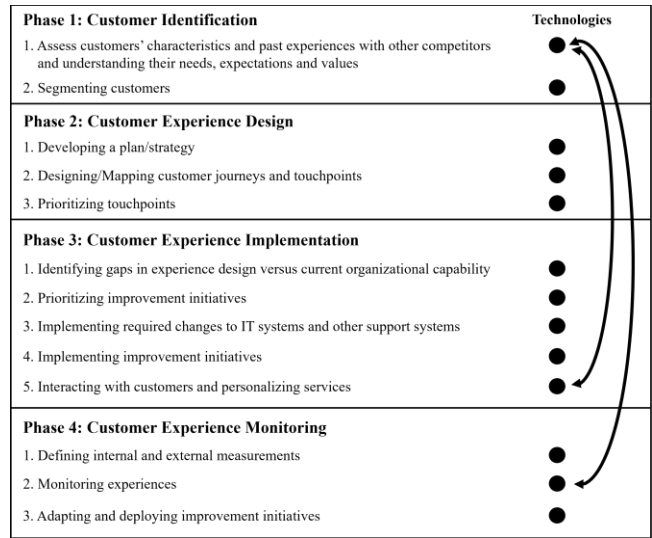 Phase 1: Customer Identification
Technologies
1. Assess customers' characteristics and past experiences with other competitors
and understanding their needs, expectations and values
2. Segmenting customers
Phase 2: Customer Experience Design
1. Developing a plan/strategy
2. Designing/Mapping customer journeys and touchpoints
3. Prioritizing touchpoints
Phase 3: Customer Experience Implementation
1. Identifying gaps in experience design versus current organizational capability
2. Prioritizing improvement initiatives
3. Implementing required changes to IT systems and other support systems
4. Implementing improvement initiatives
5. Interacting with customers and personalizing services
Phase 4: Customer Experience Monitoring
1. Defining internal and external measurements
2. Monitoring experiences
3. Adapting and deploying improvement initiatives